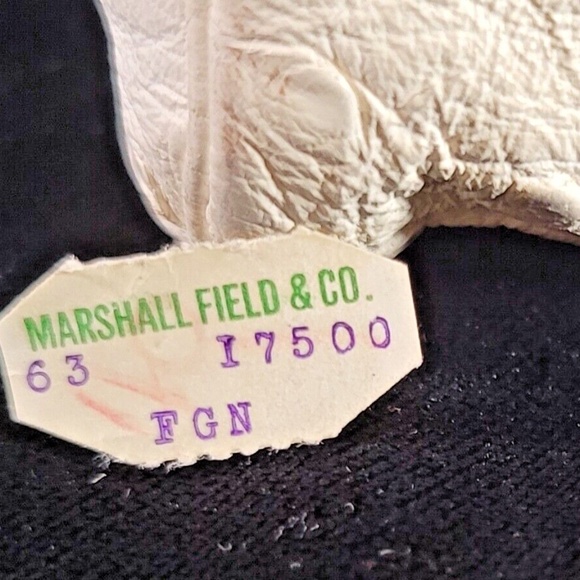 MARSHALL FIELD & CO.
63 I7500
FGN